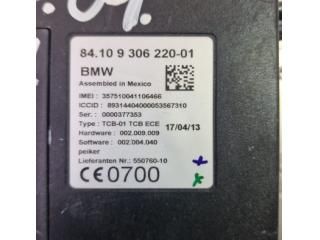 84.10 9 306 220-01
BMW
Assembled in Mexico
IMEI : 357510041106466
ICCID : 89314404000053567310
Ser. : 0000377353
Type : TCB-01 TCB ECE 17/04/13
Hardware : 002.009.009
Software : 002.004.040
peiker
Lieferanten Nr.: 550760-10
CE0700